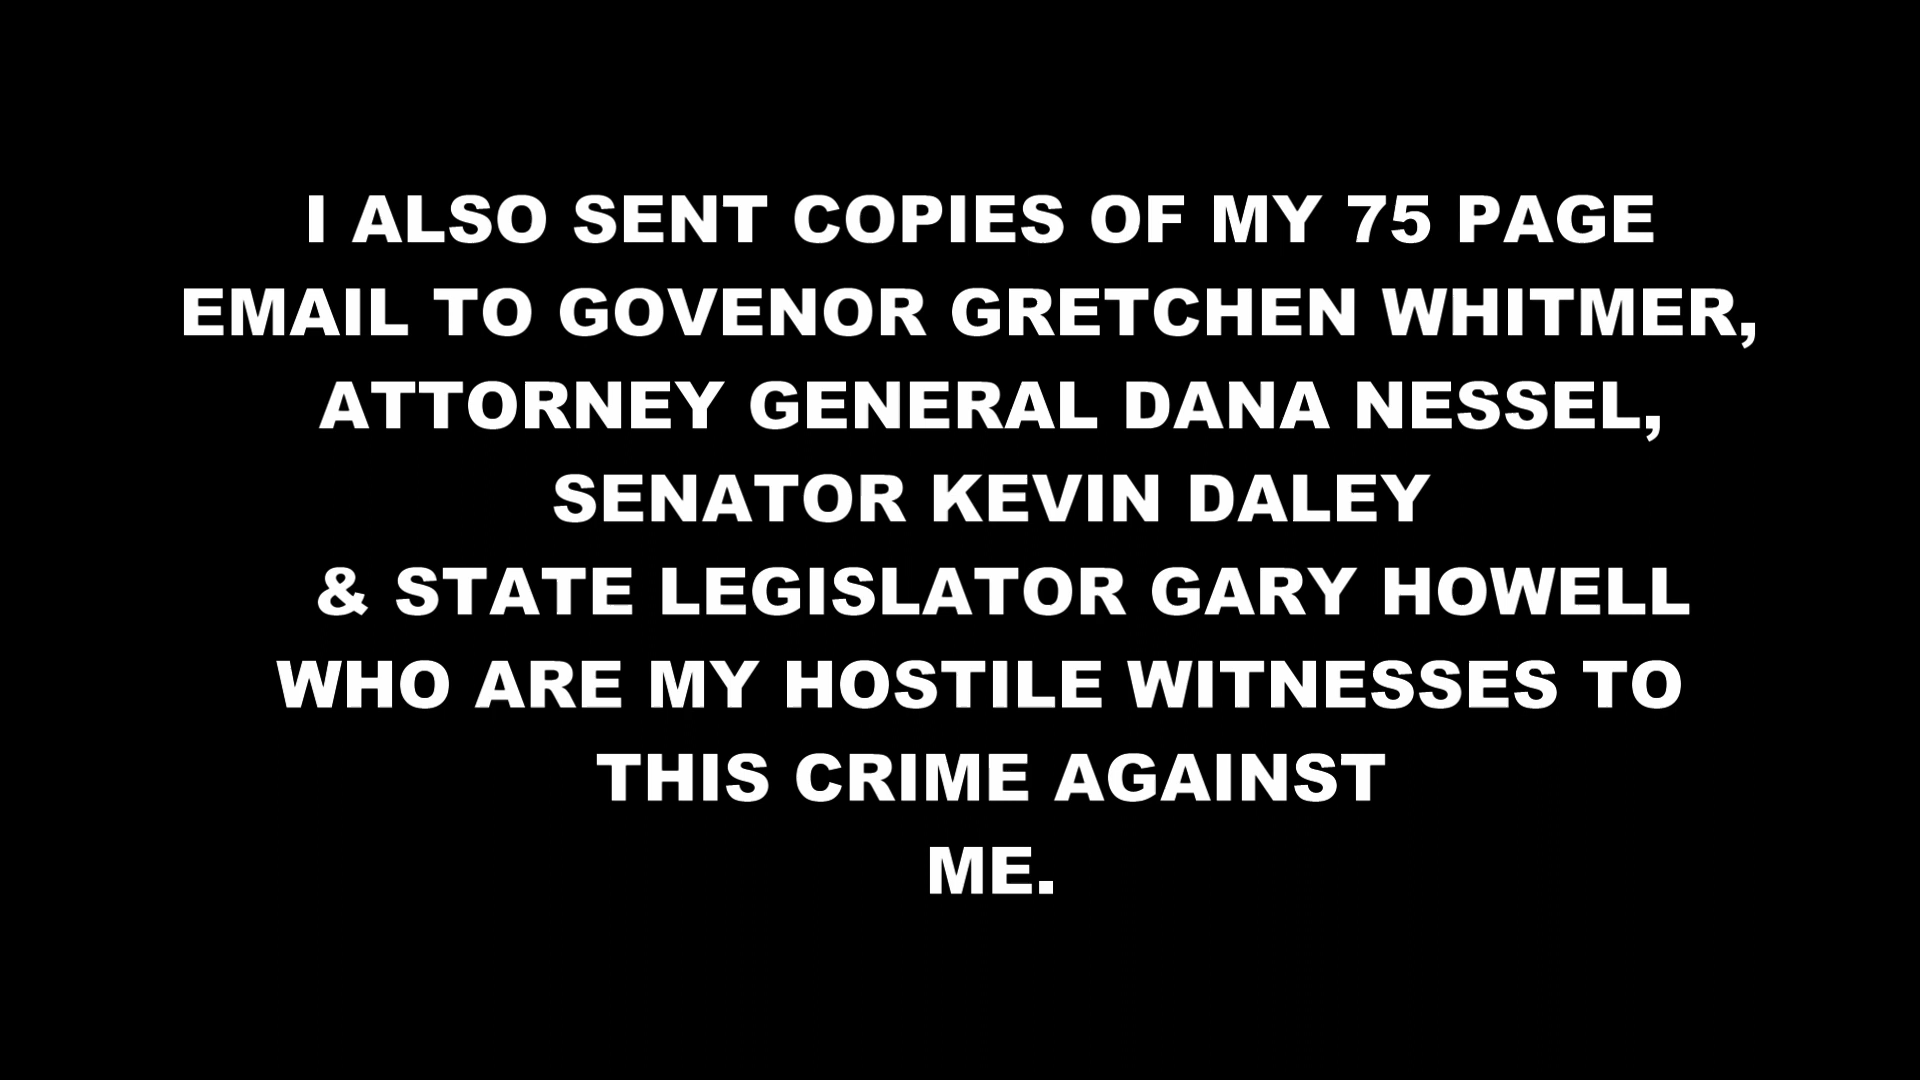 I ALSO SENT COPIES OF MY 75 PAGE
EMAIL TO GOVENOR GRETCHEN WHITMER,
ATTORNEY GENERAL DANA NESSEL,
SENATOR KEVIN DALEY
& STATE LEGISLATOR GARY HOWELL
WHO ARE MY HOSTILE WITNESSES TO
THIS CRIME AGAINST
ME.